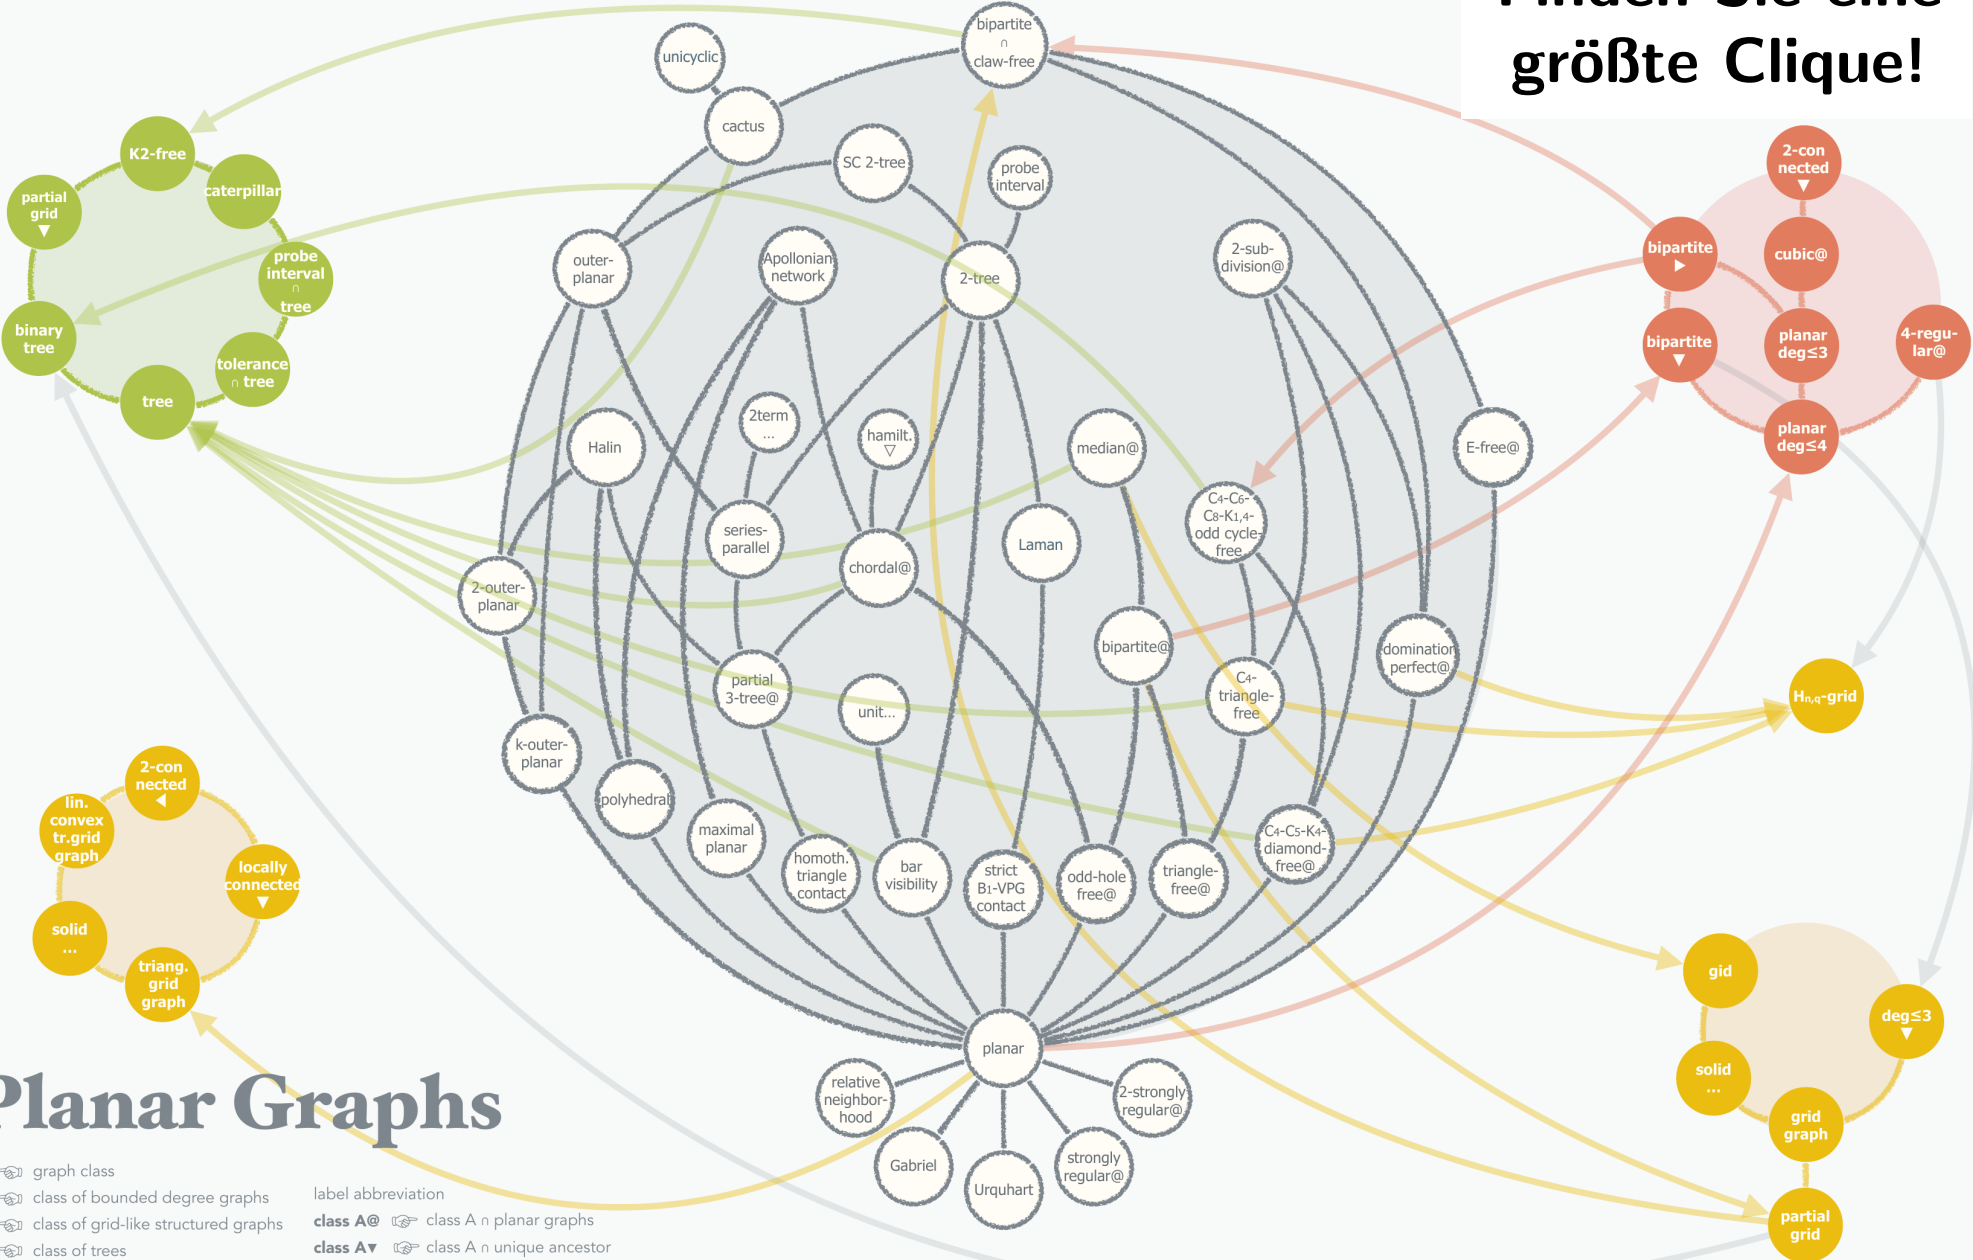 größte Clique!
bipartite
∩
claw-free
unicyclic
cactus
SC 2-tree
probe
interval
outer-
planar
Apollonian
network
2-tree
2-sub-
division@
Halin
2term
...
hamilt.
▽
median@
E-free@
C4-C6-
C8-K1,4-
odd cycle-
free
series-
parallel
chordal@
Laman
2-outer-
planar
bipartite@
domination
perfect@
partial
3-tree@
unit...
C4-
triangle-
free
k-outer-
planar
polyhedral
maximal
planar
homoth.
triangle
contact
bar
visibility
strict
B1-VPG
contact
odd-hole
free@
triangle-
free@
C4-C5-K4-
diamond-
free@
planar
relative
neighbor-
hood
Gabriel
Urquhart
strongly
regular@
2-strongly
regular@
K2-free
caterpillar
partial
grid
▼
probe
interval
∩
tree
binary
tree
tolerance
∩ tree
tree
2-con
nected
▼
bipartite
▶
cubic@
bipartite
▼
planar
deg≤3
4-regu-
lar@
planar
deg≤4
Hn,q-grid
2-con
nected
◀
lin.
convex
tr.grid
graph
locally
connected
▼
solid
...
triang.
grid
graph
gid
deg≤3
▼
solid
...
grid
graph
partial
grid
Planar Graphs
graph class
class of bounded degree graphs
class of grid-like structured graphs
class of trees
label abbreviation
class A@ ☞ class A ∩ planar graphs
class A▼ ☞ class A ∩ unique ancestor